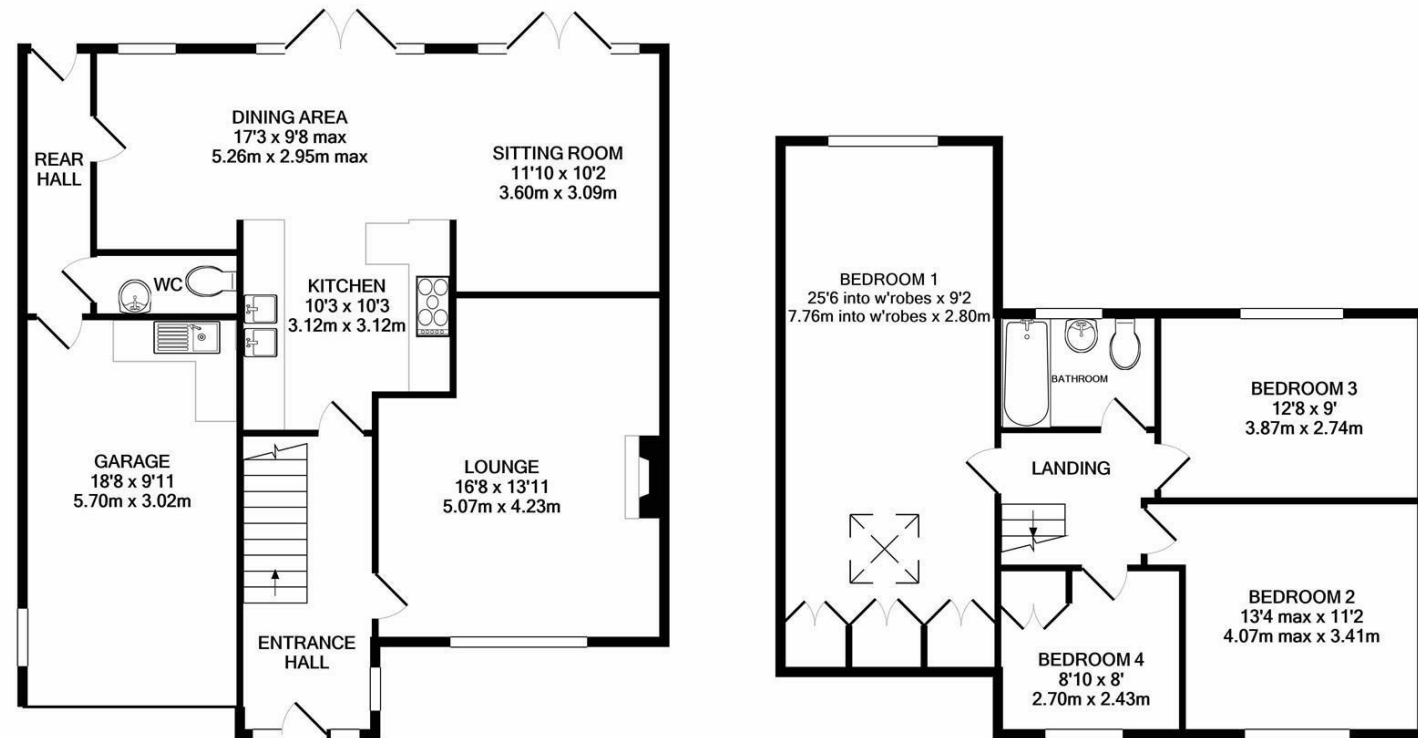 DINING AREA
17'3 x 9'8 max
5.26m x 2.95m max
REAR
HALL
SITTING ROOM
11'10 x 10'2
3.60m x 3.09m
WC
KITCHEN
10'3 x 10'3
3.12m x 3.12m
GARAGE
18'8 x 9'11
5.70m x 3.02m
LOUNGE
16'8 x 13'11
5.07m x 4.23m
ENTRANCE
HALL
BEDROOM 1
25'6 into w'robes x 9'2
7.76m into w'robes x 2.80m
BATHROOM
BEDROOM 3
12'8 x 9'
3.87m x 2.74m
LANDING
BEDROOM 2
13'4 max x 11'2
4.07m max x 3.41m
BEDROOM 4
8'10 x 8'
2.70m x 2.43m